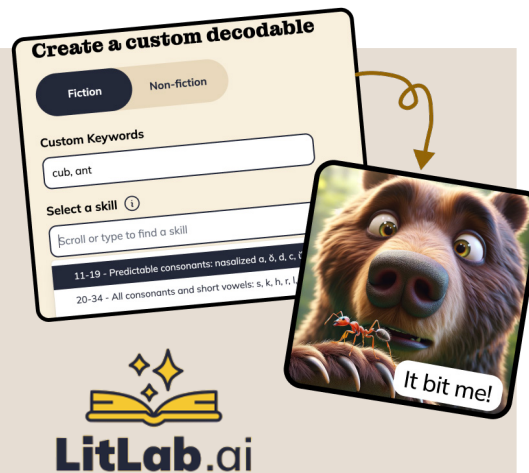 Create a custom decodable
Fiction
Non-fiction
Custom Keywords
cub, ant
Select a skill
Scroll or type to find a skill
11-19 - Predictable consonants: nasalized a, ŏ, d, c,
20-34 - All consonants and short vowels: s, k, h, r, l,
It bit me!
LitLab.ai